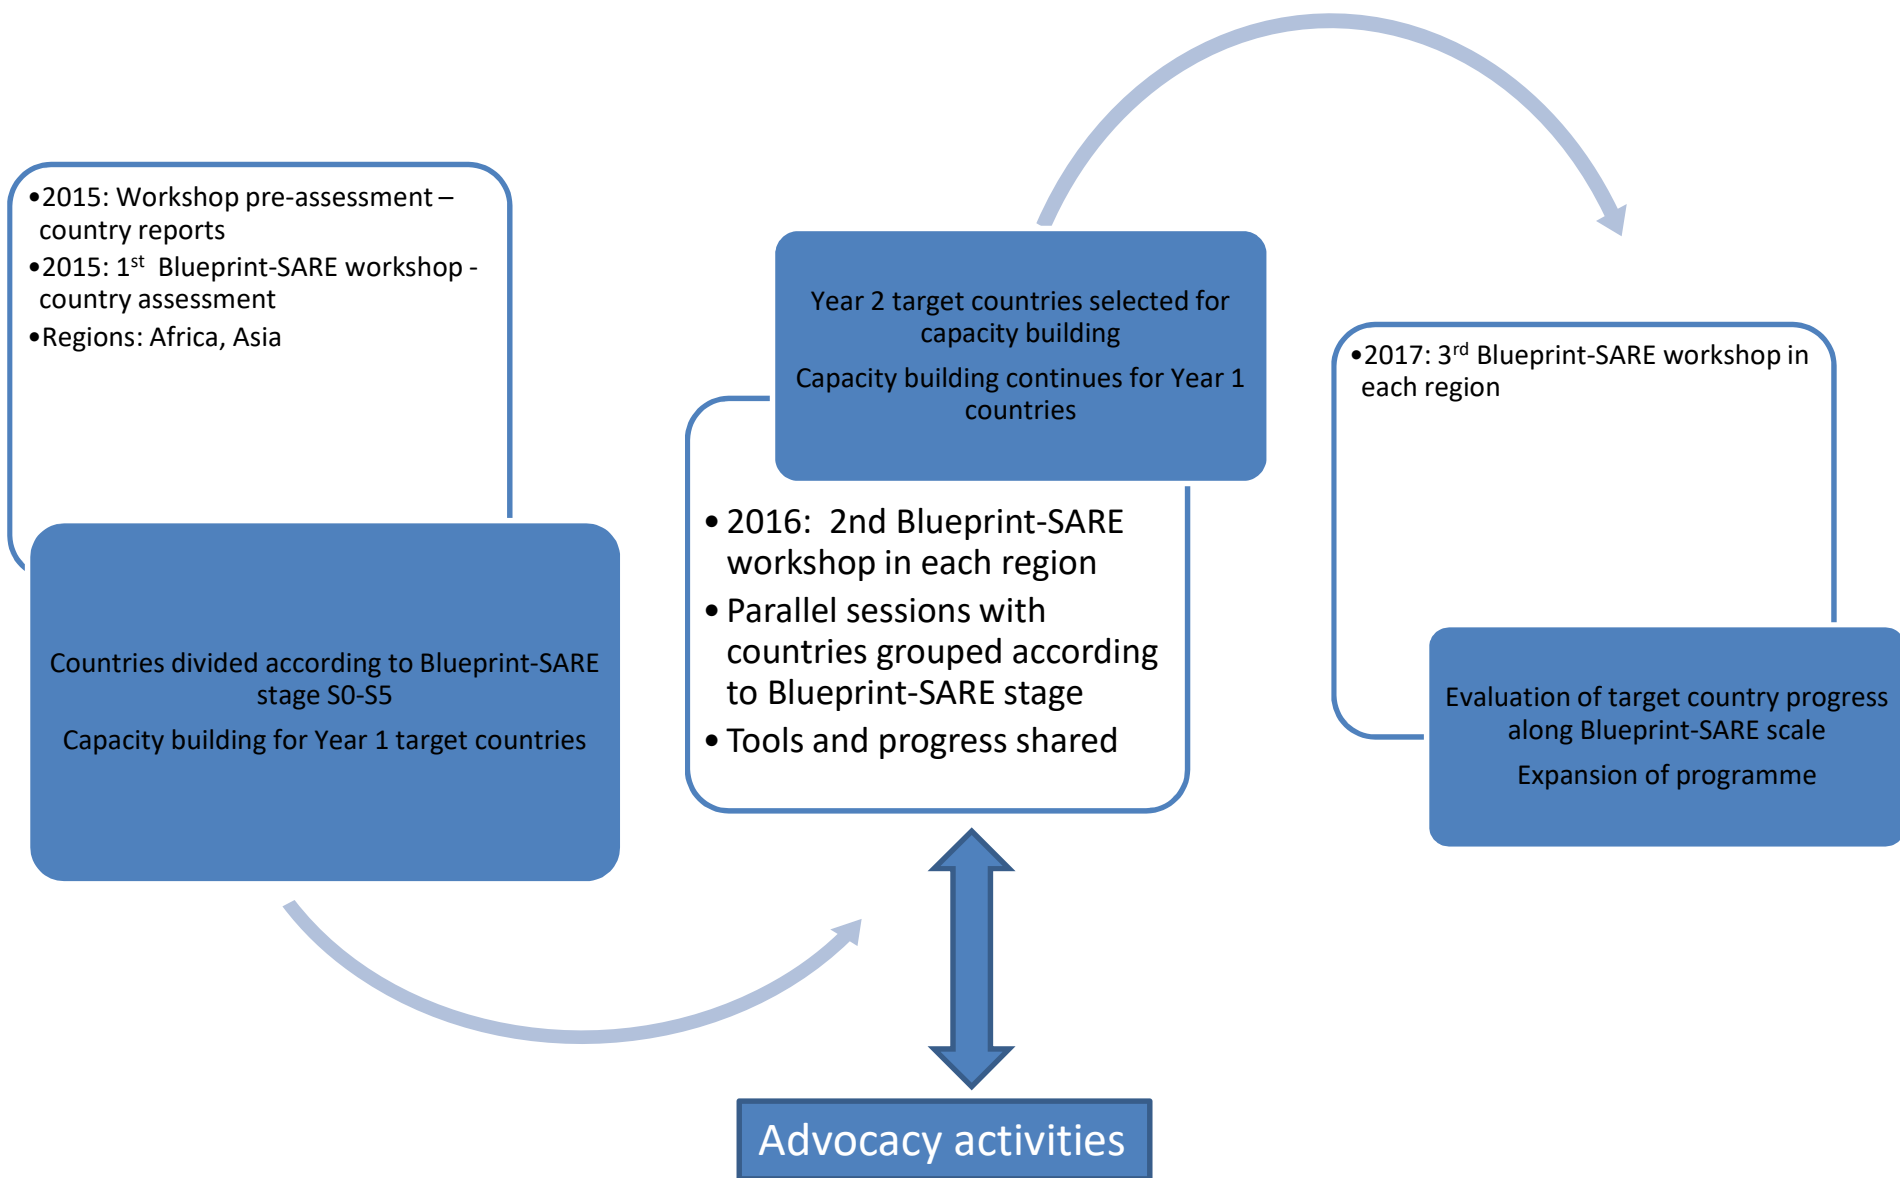 •2015: Workshop pre-assessment –
country reports
•2015: 1st Blueprint-SARE workshop -
country assessment
•Regions: Africa, Asia
Countries divided according to Blueprint-SARE
stage S0-S5
Capacity building for Year 1 target countries
Year 2 target countries selected for
capacity building
Capacity building continues for Year 1
countries
• 2016: 2nd Blueprint-SARE
workshop in each region
• Parallel sessions with
countries grouped according
to Blueprint-SARE stage
• Tools and progress shared
•2017: 3rd Blueprint-SARE workshop in
each region
Evaluation of target country progress
along Blueprint-SARE scale
Expansion of programme
Advocacy activities